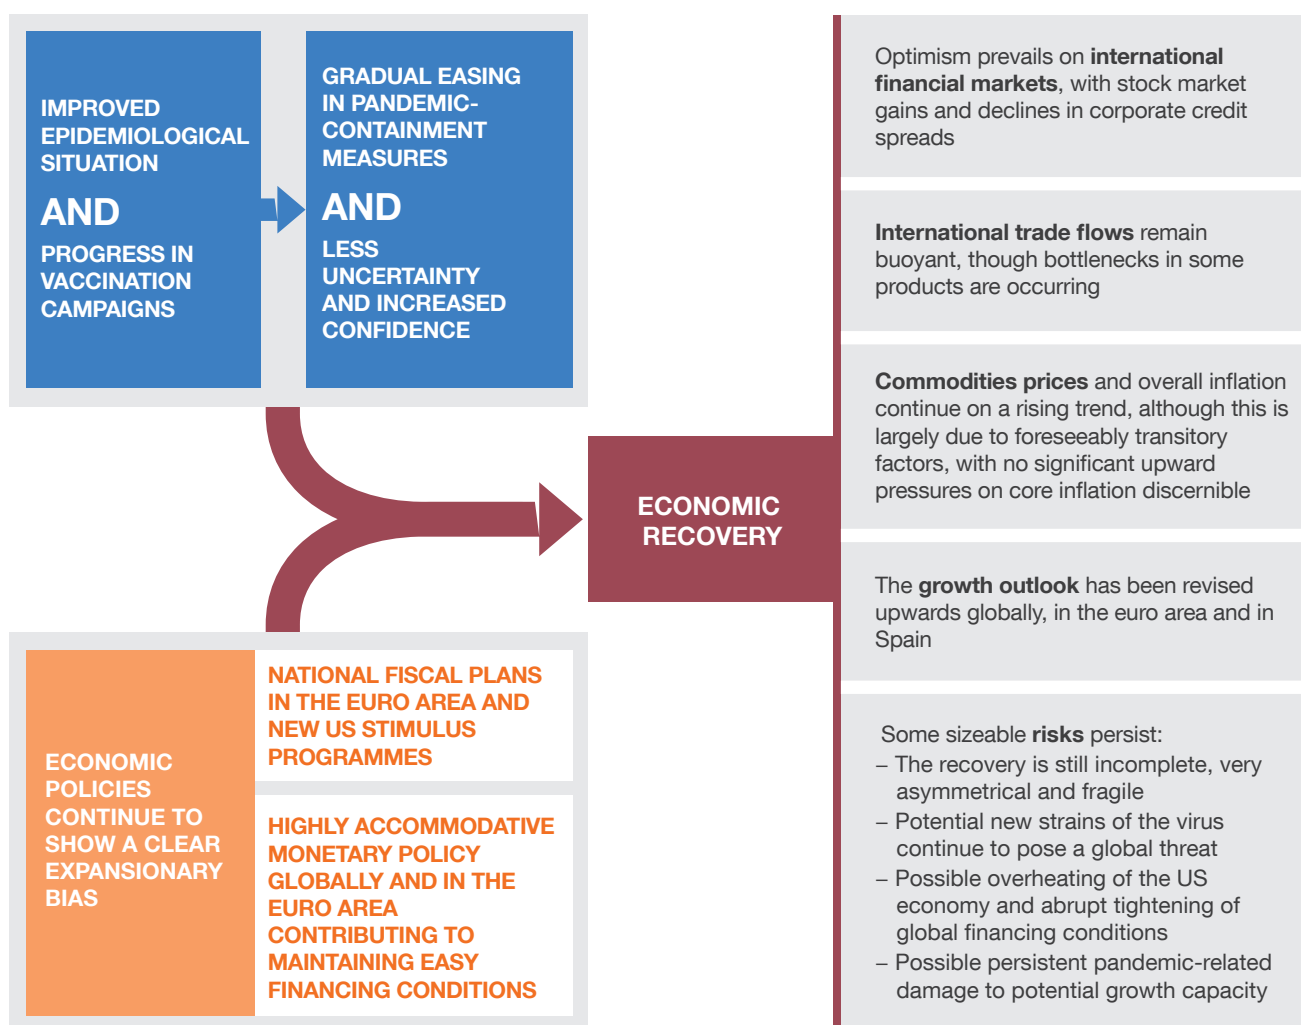 IMPROVED
EPIDEMIOLOGICAL
SITUATION
AND
PROGRESS IN
VACCINATION
CAMPAIGNS
GRADUAL EASING
IN PANDEMIC-
CONTAINMENT
MEASURES
AND
LESS
UNCERTAINTY
AND INCREASED
CONFIDENCE
ECONOMIC
POLICIES
CONTINUE TO
SHOW A CLEAR
EXPANSIONARY
BIAS
NATIONAL FISCAL PLANS
IN THE EURO AREA AND
NEW US STIMULUS
PROGRAMMES
HIGHLY ACCOMMODATIVE
MONETARY POLICY
GLOBALLY AND IN THE
EURO AREA
CONTRIBUTING TO
MAINTAINING EASY
FINANCING CONDITIONS
ECONOMIC
RECOVERY
Optimism prevails on international
financial markets, with stock market
gains and declines in corporate credit
spreads
International trade flows remain
buoyant, though bottlenecks in some
products are occurring
Commodities prices and overall inflation
continue on a rising trend, although this is
largely due to foreseeably transitory
factors, with no significant upward
pressures on core inflation discernible
The growth outlook has been revised
upwards globally, in the euro area and in
Spain
Some sizeable risks persist:
– The recovery is still incomplete, very
asymmetrical and fragile
– Potential new strains of the virus
continue to pose a global threat
– Possible overheating of the US
economy and abrupt tightening of
global financing conditions
– Possible persistent pandemic-related
damage to potential growth capacity